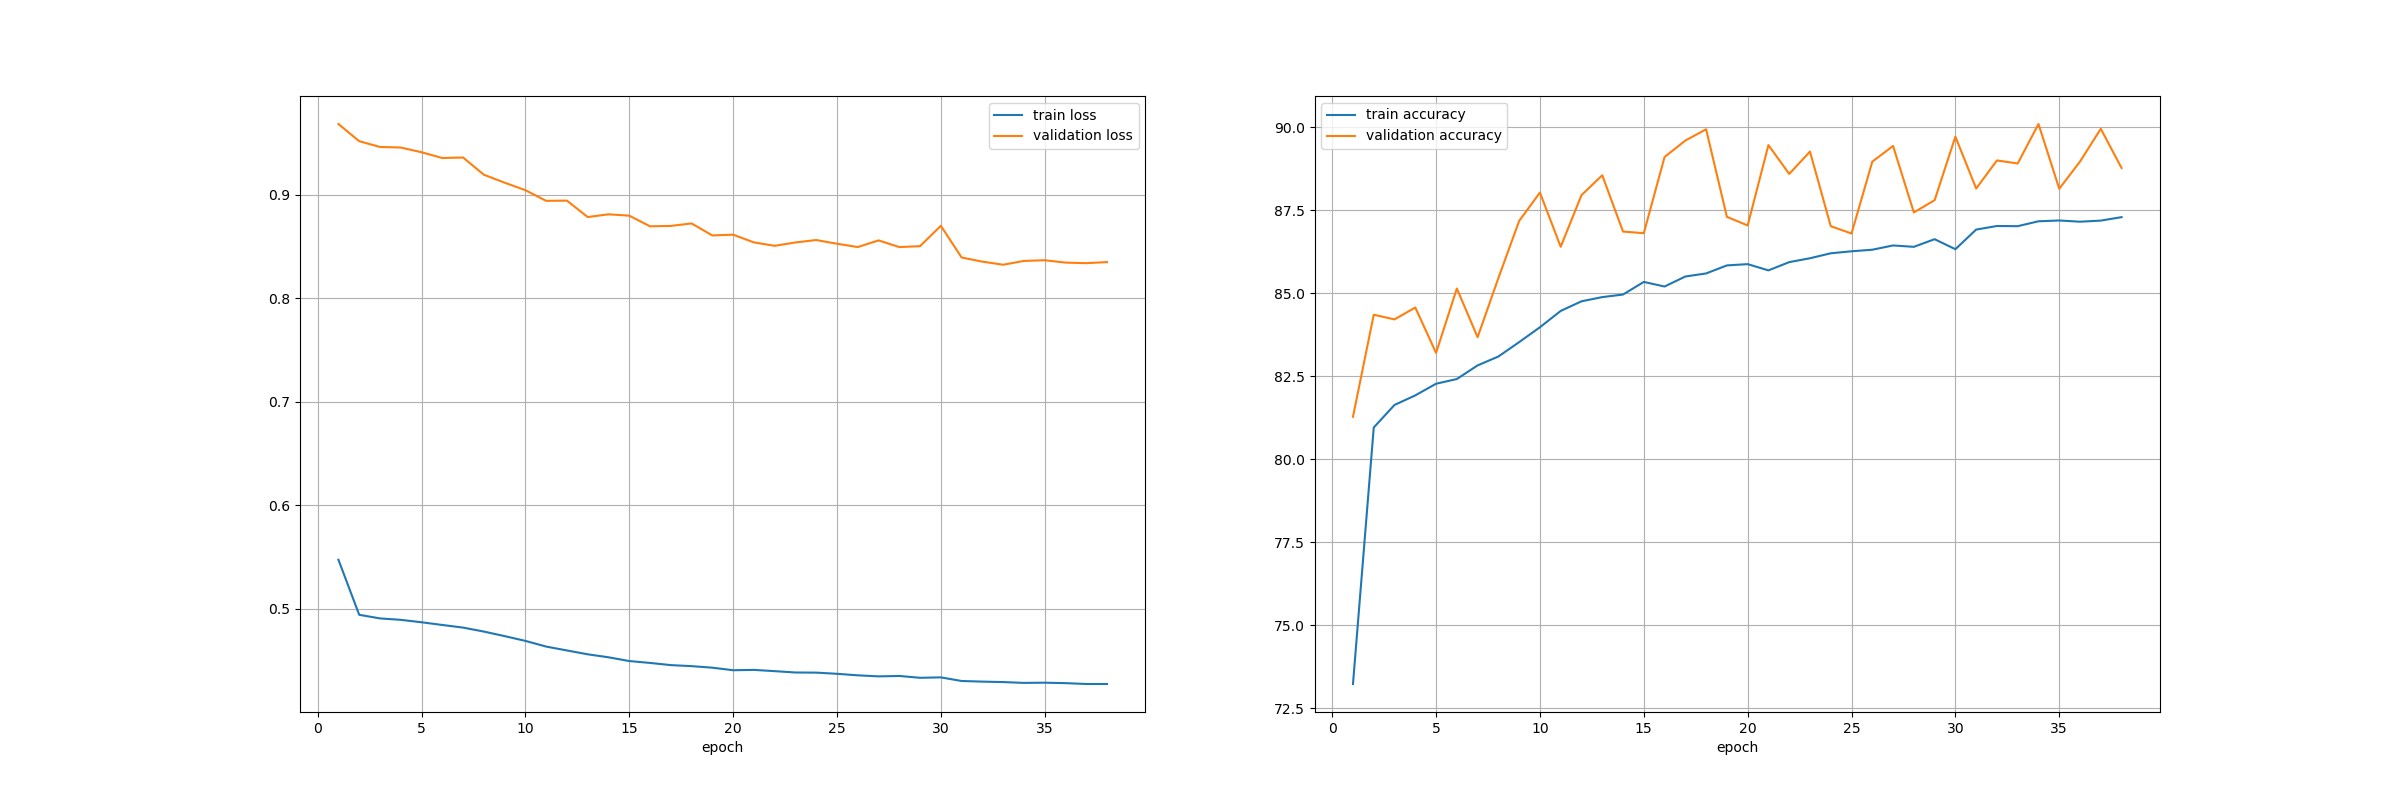 train loss
validation loss
0.9
0.8
0.7
0.6
0.5
0 5 10 15 20 25 30 35
epoch
train accuracy
validation accuracy
90.0
87.5
85.0
82.5
80.0
77.5
75.0
72.5
0 5 10 15 20 25 30 35
epoch